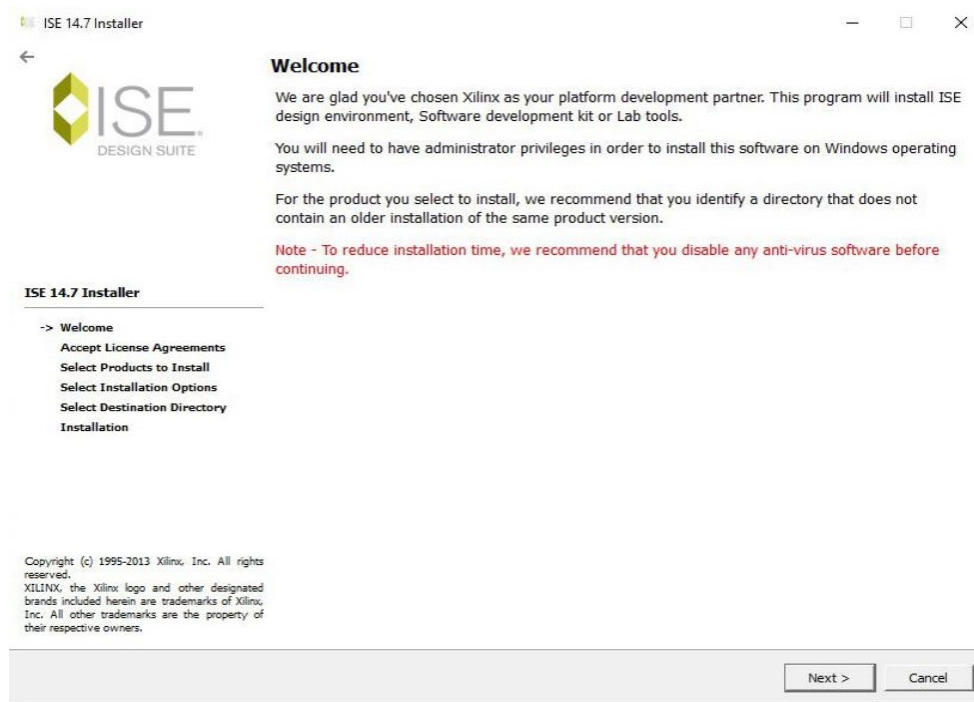 ISE 14.7 Installer
ISE
DESIGN SUITE
Welcome
We are glad you've chosen Xilinx as your platform development partner. This program will install ISE
design environment, Software development kit or Lab tools.
You will need to have administrator privileges in order to install this software on Windows operating
systems.
For the product you select to install, we recommend that you identify a directory that does not
contain an older installation of the same product version.
Note - To reduce installation time, we recommend that you disable any anti-virus software before
continuing.
ISE 14.7 Installer
-> Welcome
Accept License Agreements
Select Products to Install
Select Installation Options
Select Destination Directory
Installation
Copyright (c) 1995-2013 Xilinx, Inc. All rights
reserved.
XILINX, the Xilinx logo and other designated
brands included herein are trademarks of Xilinx,
Inc. All other trademarks are the property of
their respective owners.
Next >
Cancel